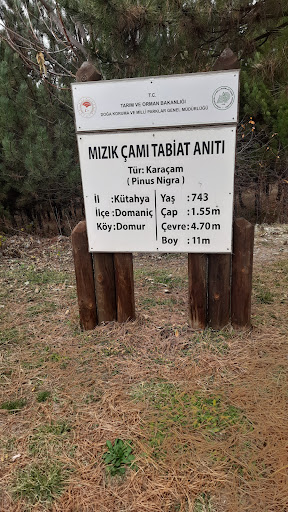 T.C.
TARIM VE ORMAN BAKANLIĞI
DOĞA KORUMA VE MİLLİ PARKLAR GENEL MÜDÜRLÜĞÜ
MIZIK ÇAMI TABİAT ANITI
Tür: Karaçam
( Pinus Nigra )
İl : Kütahya Yaş : 743
İlçe : Domaniç Çap : 1.55m
Köy : Domur Çevre : 4.70m
Boy : 11m